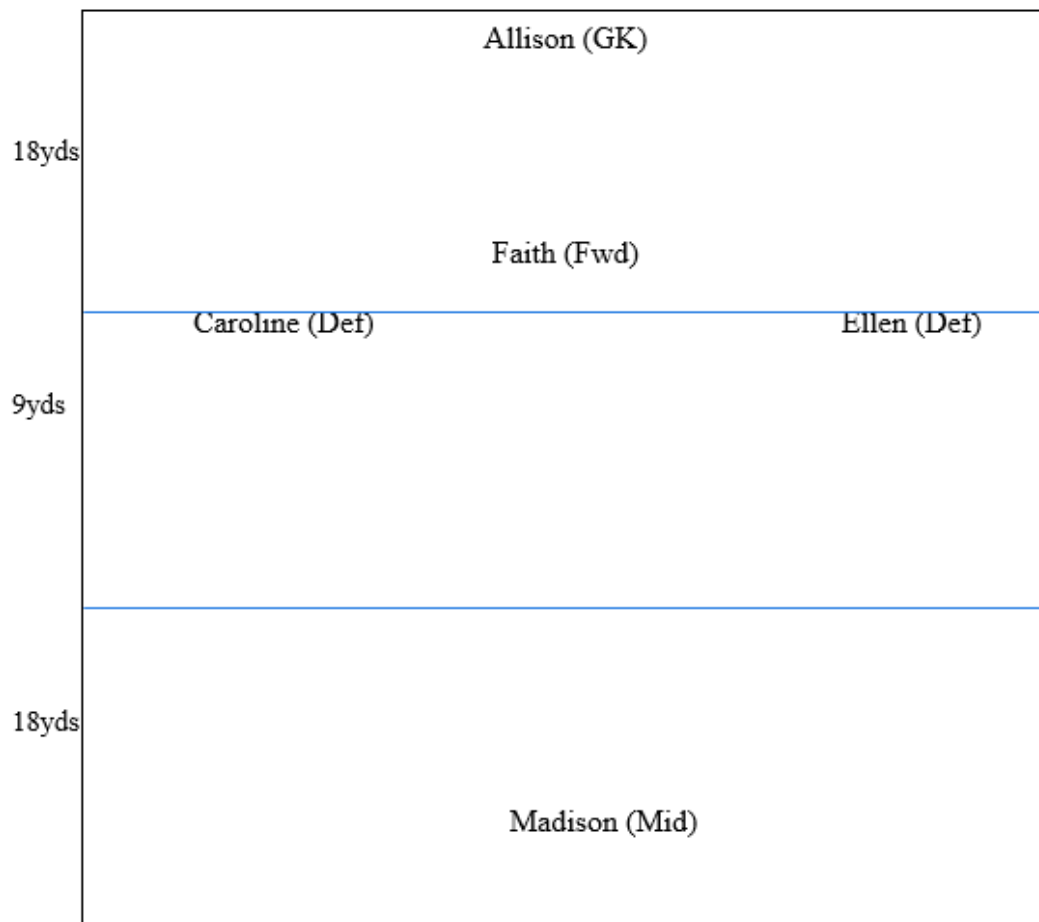 Allison (GK)
18yds
Faith (Fwd)
Caroline (Def) Ellen (Def)
9yds
18yds
Madison (Mid)